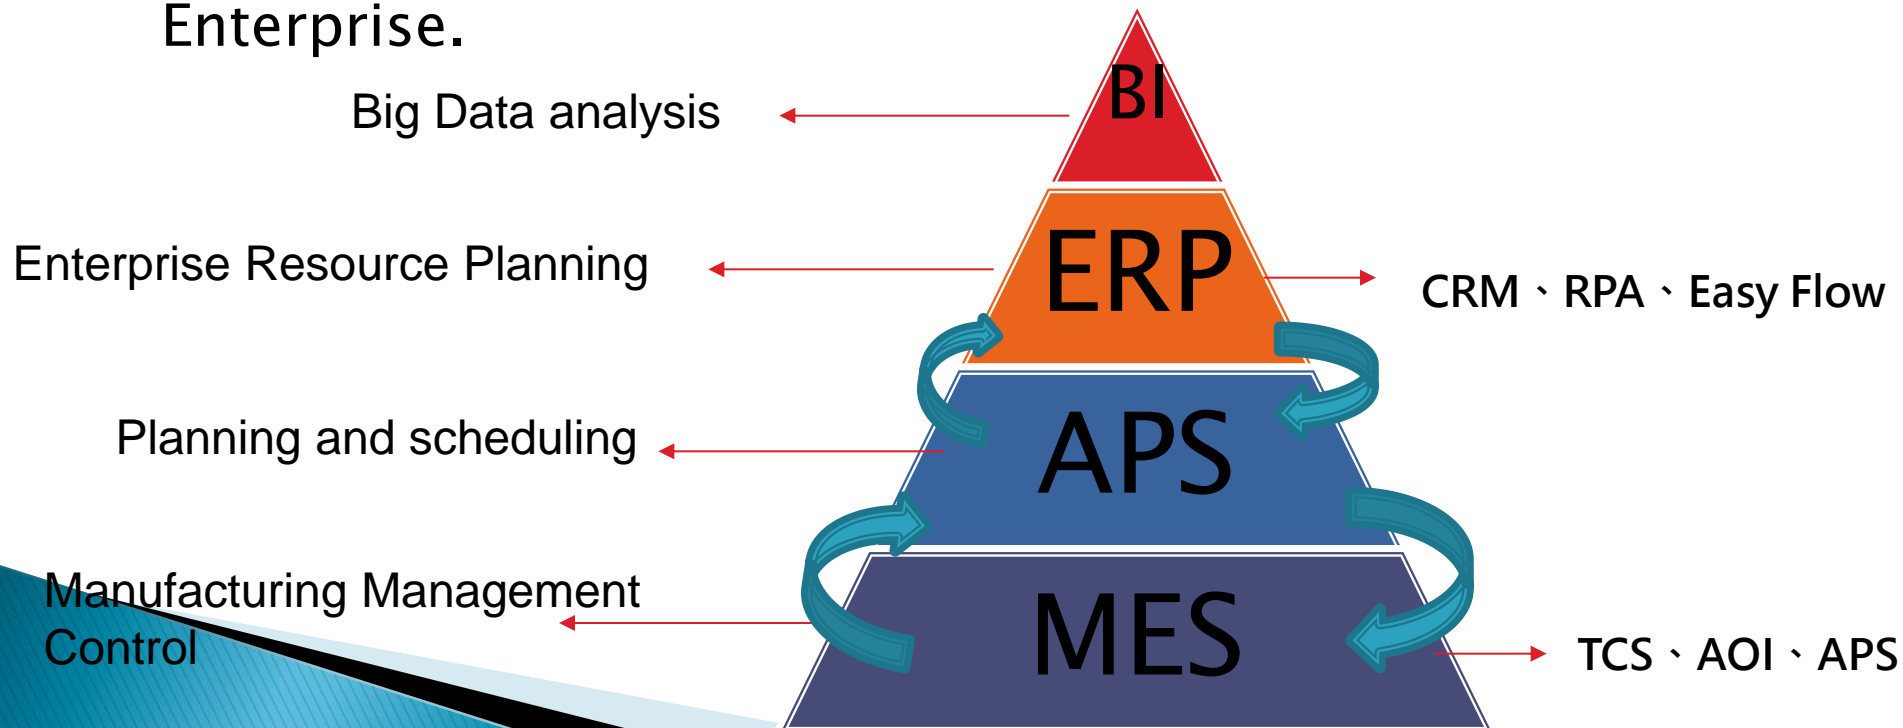 Enterprise.
BI
Big Data analysis
ERP
Enterprise Resource Planning
CRM、RPA、Easy Flow
APS
Planning and scheduling
MES
Manufacturing Management
Control
TCS、AOI、APS